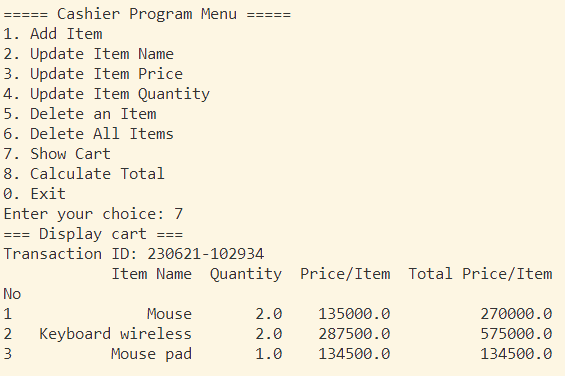 ===== Cashier Program Menu =====
1. Add Item
2. Update Item Name
3. Update Item Price
4. Update Item Quantity
5. Delete an Item
6. Delete All Items
7. Show Cart
8. Calculate Total
0. Exit
Enter your choice: 7
=== Display cart ===
Transaction ID: 230621-102934
            Item Name  Quantity  Price/Item  Total Price/Item
No
1               Mouse       2.0    135000.0          270000.0
2   Keyboard wireless       2.0    287500.0          575000.0
3           Mouse pad       1.0    134500.0          134500.0